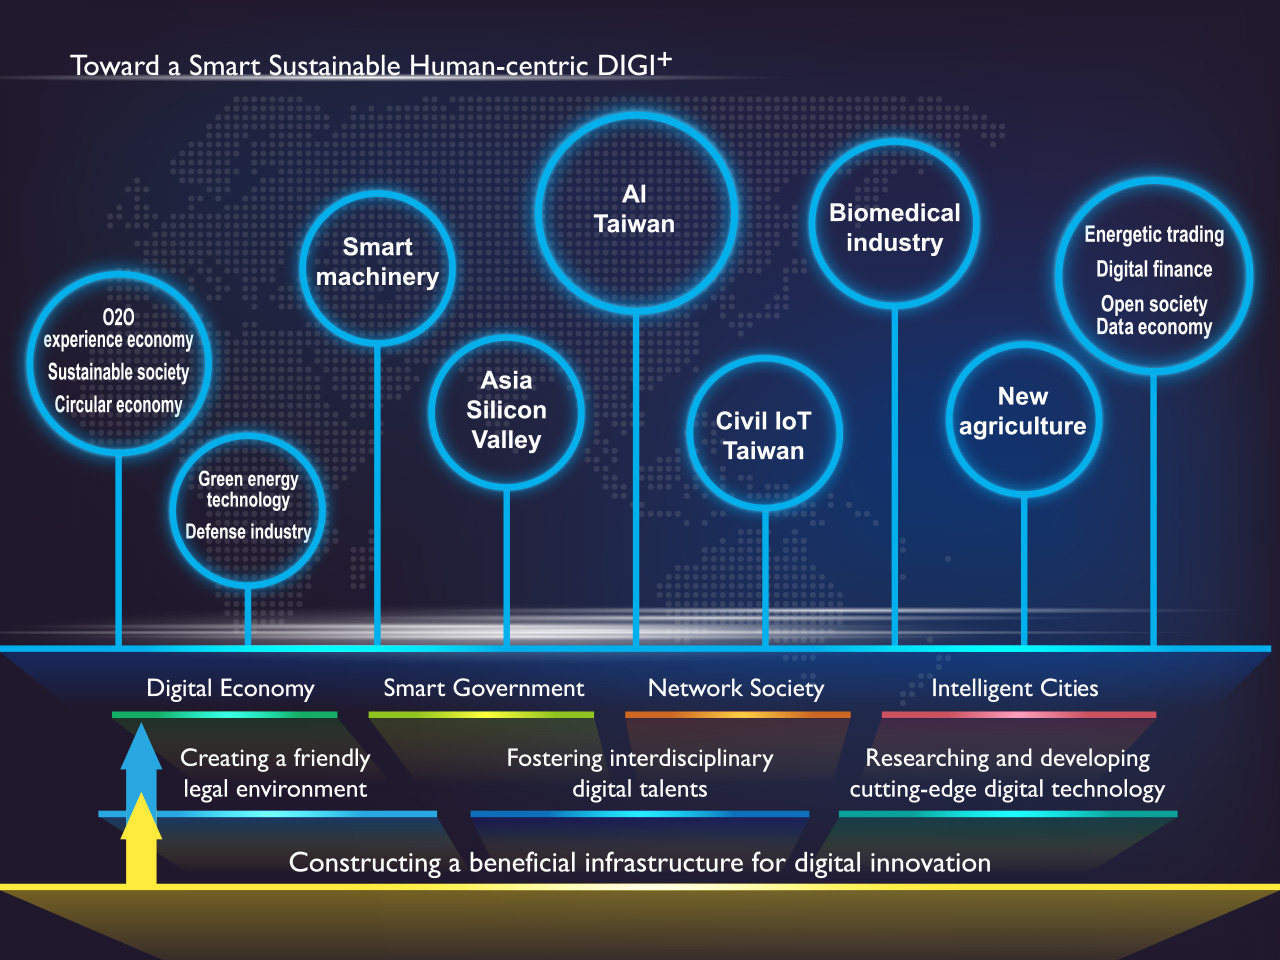 Toward a Smart Sustainable Human-centric DIGI+
O2O
experience economy
Sustainable society
Circular economy
Green energy
technology
Defense industry
Smart
machinery
Asia
Silicon
Valley
AI
Taiwan
Civil IoT
Taiwan
Biomedical
industry
New
agriculture
Energetic trading
Digital finance
Open society
Data economy
Digital Economy
Smart Government
Network Society
Intelligent Cities
Creating a friendly
legal environment
Fostering interdisciplinary
digital talents
Researching and developing
cutting-edge digital technology
Constructing a beneficial infrastructure for digital innovation